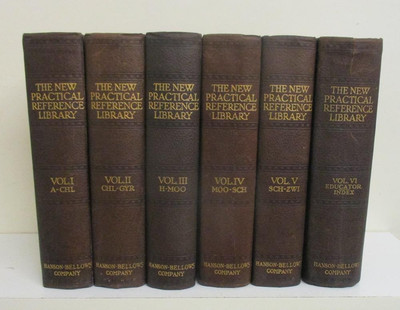 THE NEW
PRACTICAL
REFERENCE
LIBRARY
VOL. I
A-CHL
HANSON-BELLOWS
COMPANY
THE NEW
PRACTICAL
REFERENCE
LIBRARY
VOL. II
CHL-GYR
HANSON-BELLOWS
COMPANY
THE NEW
PRACTICAL
REFERENCE
LIBRARY
VOL. III
H-MOO
HANSON-BELLOWS
COMPANY
THE NEW
PRACTICAL
REFERENCE
LIBRARY
VOL. IV
MOO-SCH
HANSON-BELLOWS
COMPANY
THE NEW
PRACTICAL
REFERENCE
LIBRARY
VOL. V
SCH-ZWI
HANSON-BELLOWS
COMPANY
THE NEW
PRACTICAL
REFERENCE
LIBRARY
VOL. VI
EDUCATOR
INDEX
HANSON-BELLOWS
COMPANY